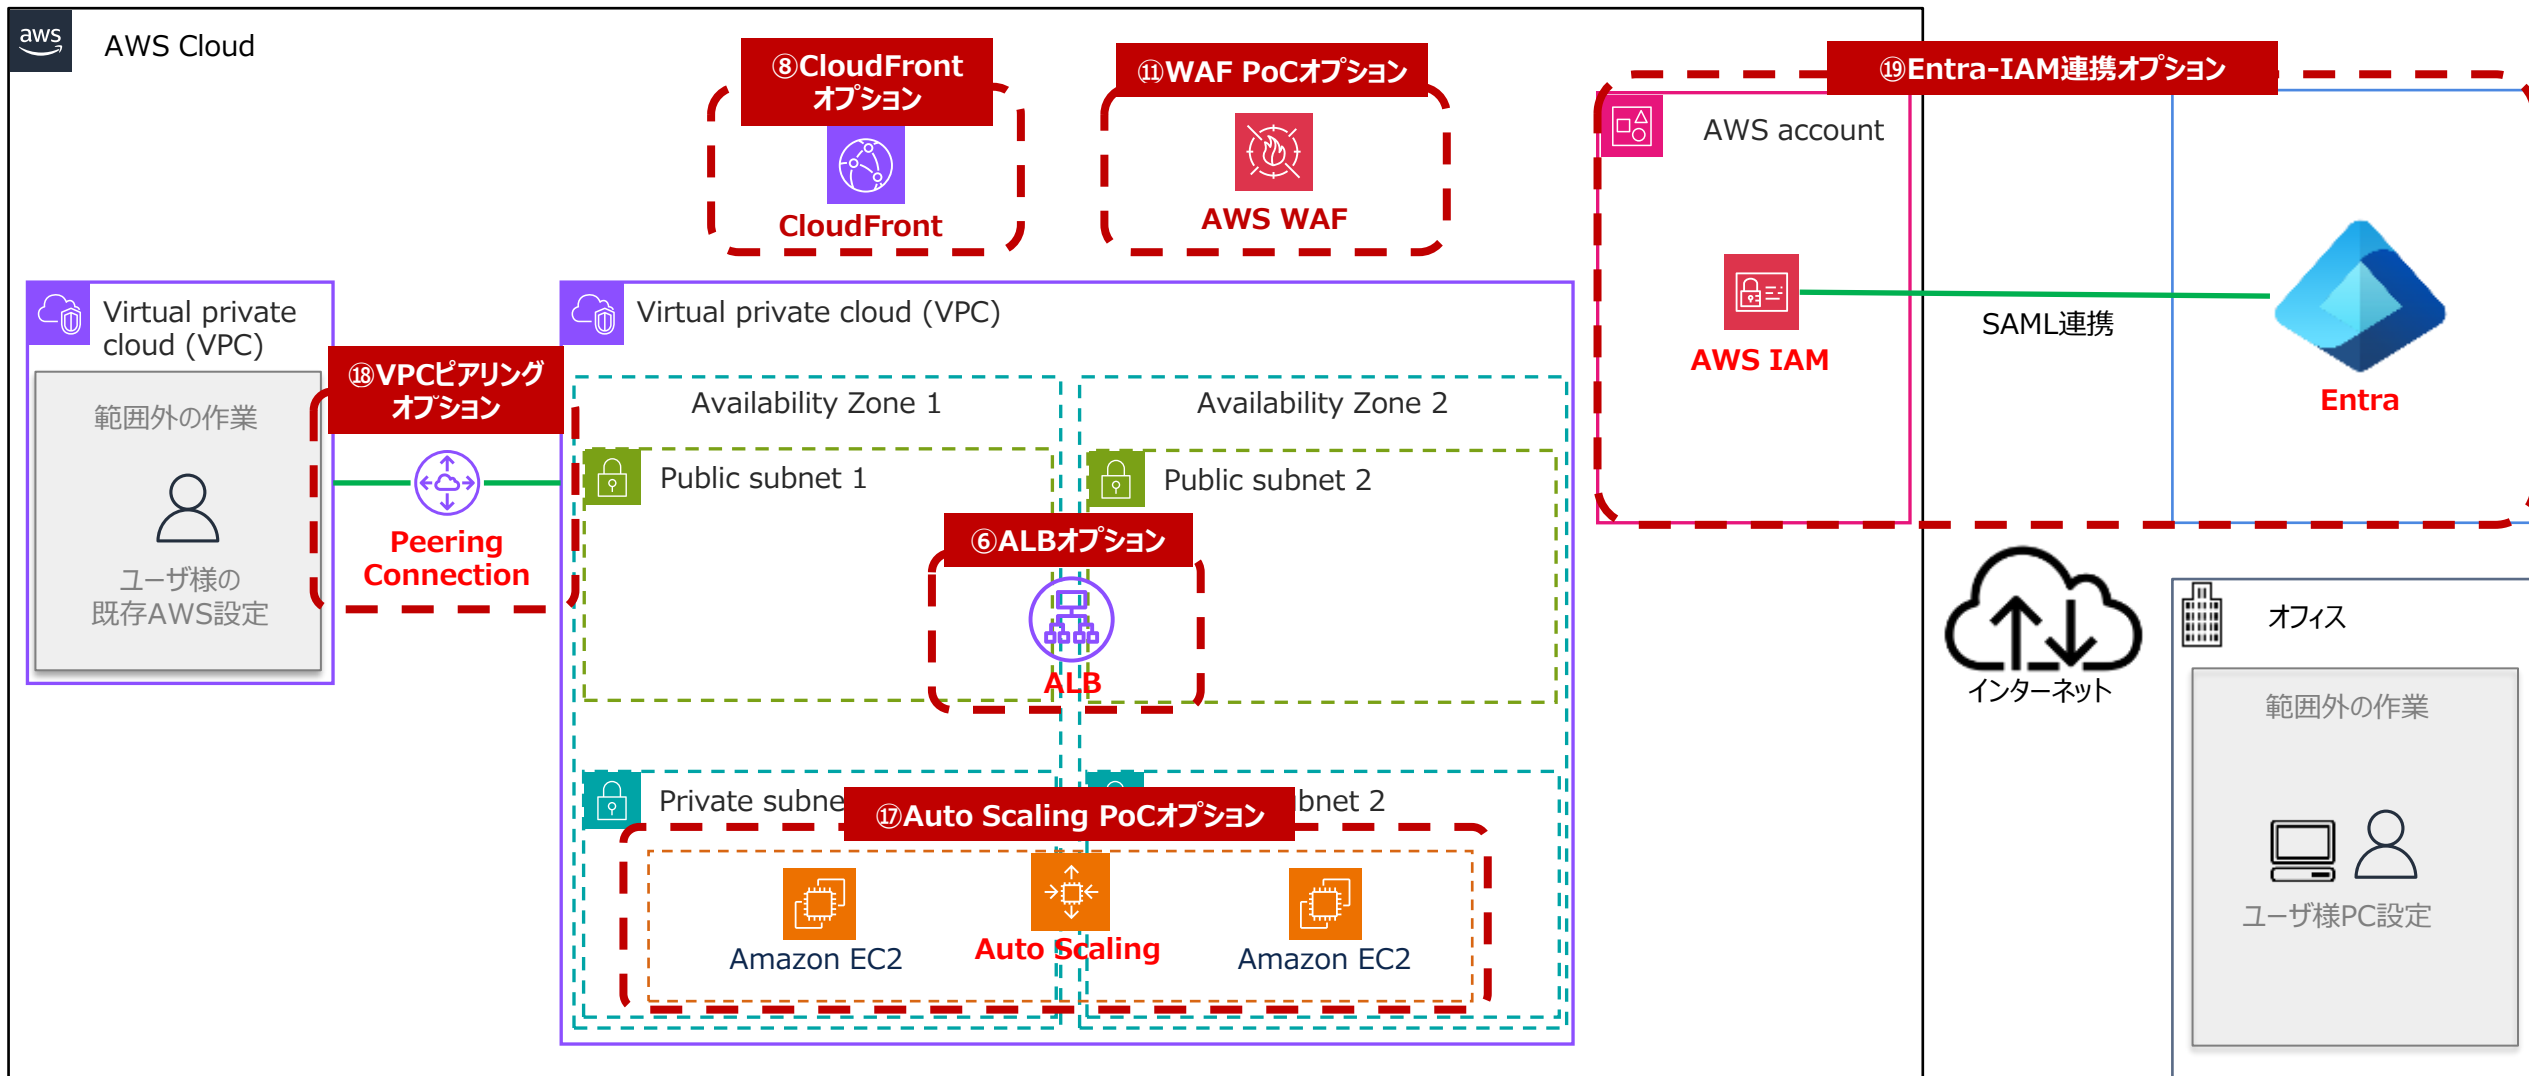 aws
AWS Cloud
⑧CloudFront
オプション
CloudFront
⑪WAF PoCオプション
AWS WAF
⑲Entra-IAM連携オプション
AWS account
AWS IAM
SAML連携
Entra
Virtual private
cloud (VPC)
範囲外の作業
ユーザ様の
既存AWS設定
⑱VPCピアリング
オプション
Peering
Connection
Virtual private cloud (VPC)
Availability Zone 1
Availability Zone 2
Public subnet 1
Public subnet 2
⑥ALBオプション
ALB
Private subne
bnet 2
⑰Auto Scaling PoCオプション
Amazon EC2
Auto Scaling
Amazon EC2
インターネット
オフィス
範囲外の作業
ユーザ様PC設定